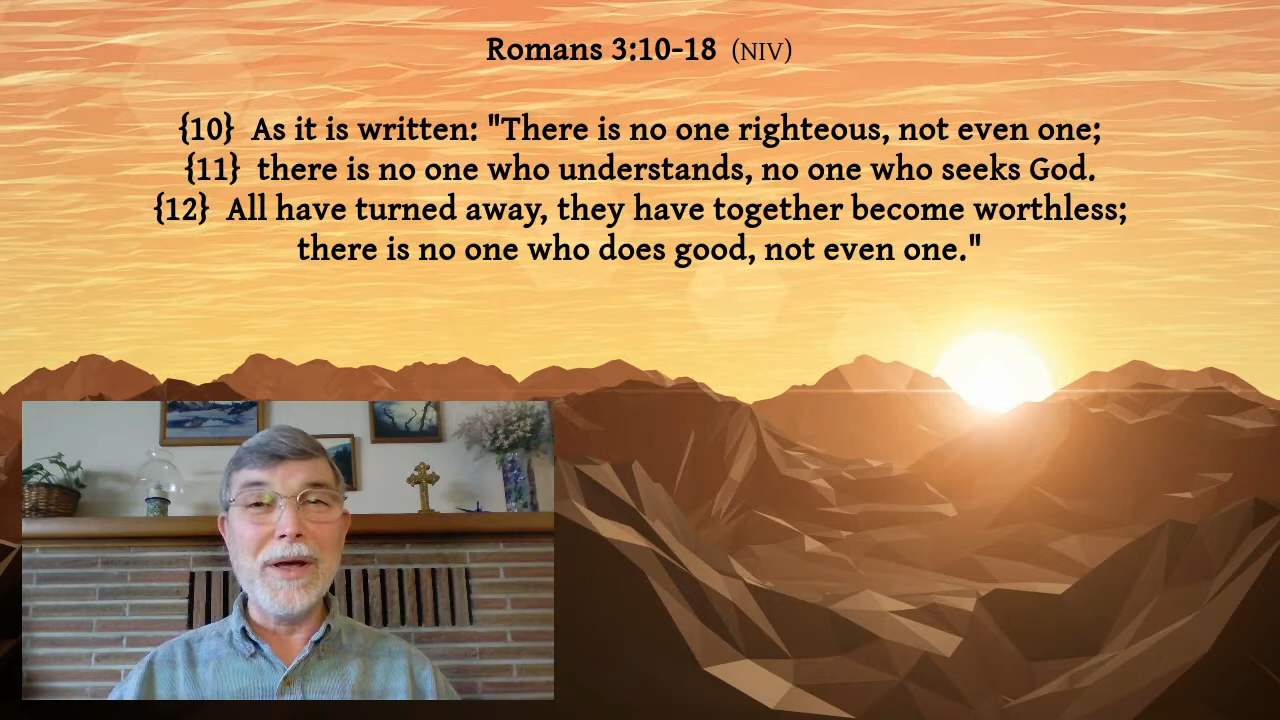 Romans 3:10-18 (NIV)
{10} As it is written: "There is no one righteous, not even one;
{11} there is no one who understands, no one who seeks God.
{12} All have turned away, they have together become worthless;
there is no one who does good, not even one."